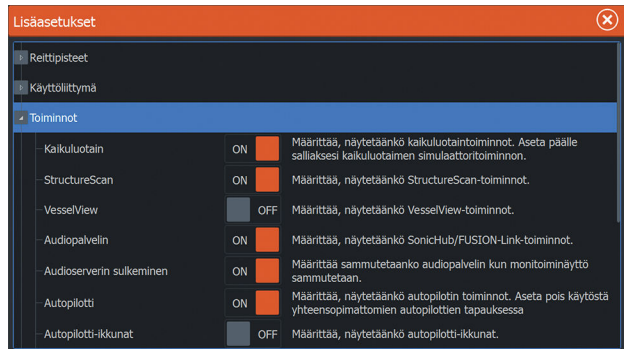 Lisäasetukset
Reittipisteet
Käyttöliittymä
Toiminnot
Kaikuluotain ON Määrittää, näytetäänkö kaikuluotaintoiminnot. Aseta päälle
salliaksesi kaikuluotaimen simulaattoritoiminnon.
StructureScan ON Määrittää, näytetäänkö StructureScan-toiminnot.
VesselView OFF Määrittää, näytetäänkö VesselView-toiminnot.
Audiopalvelin ON Määrittää, näytetäänkö SonicHub/FUSION-Link-toiminnot.
Audioserverin sulkeminen ON Määrittää sammutetaanko audiopalvelin kun monitoiminäyttö
sammutetaan.
Autopilotti ON Määrittää, näytetäänkö autopilotin toiminnot. Aseta pois käytöstä
yhteensopimattomien autopilottien tapauksessa
Autopilotti-ikkunat OFF Määrittää, näytetäänkö autopilotti-ikkunat.